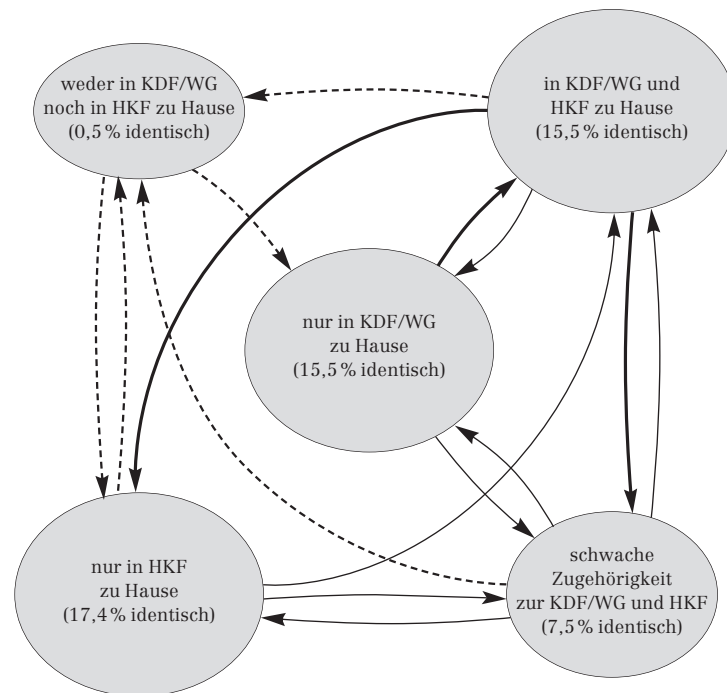 weder in KDF/WG
noch in HKF zu Hause
(0,5 % identisch)
in KDF/WG und
HKF zu Hause
(15,5 % identisch)
nur in KDF/WG
zu Hause
(15,5 % identisch)
nur in HKF
zu Hause
(17,4 % identisch)
schwache
Zugehörigkeit
zur KDF/WG und HKF
(7,5 % identisch)